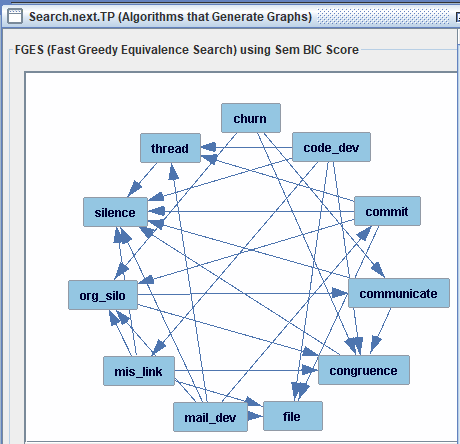 Search.next.TP (Algorithms that Generate Graphs)
FGES (Fast Greedy Equivalence Search) using Sem BIC Score
churn
thread
code_dev
silence
commit
org_silo
communicate
mis_link
congruence
mail_dev
file